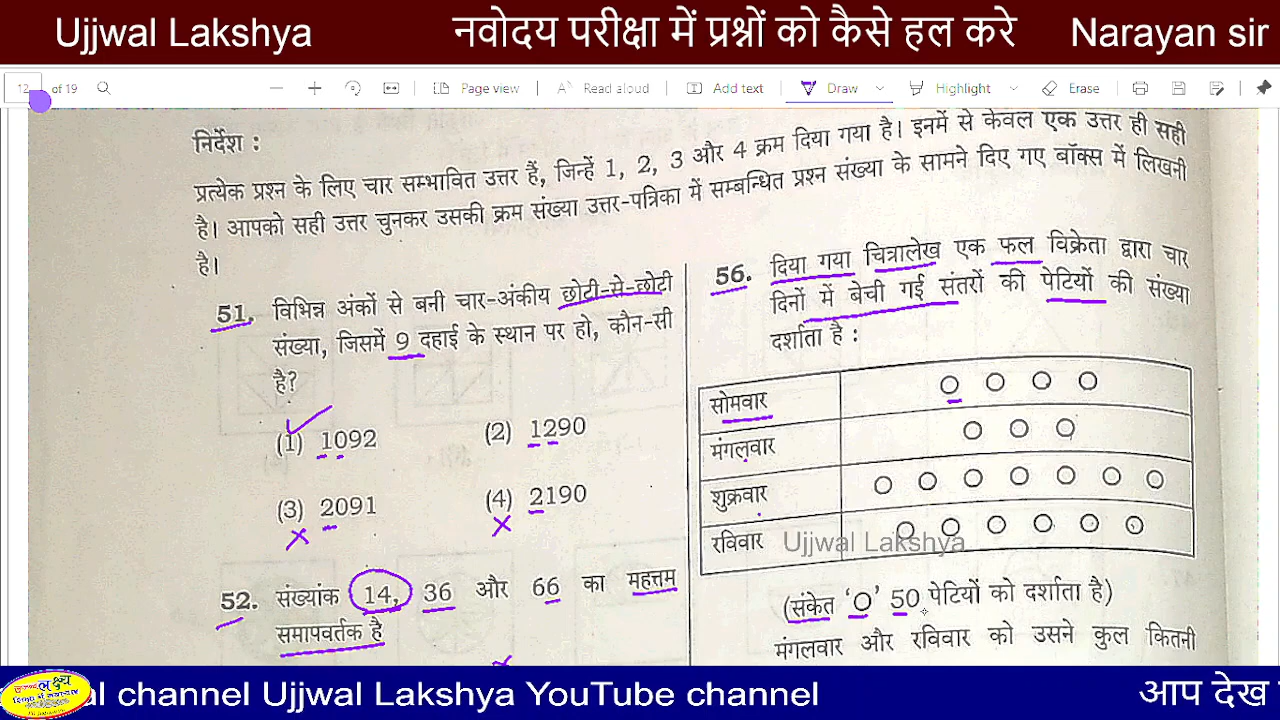 Ujjwal Lakshya
नवोदय परीक्षा में प्रश्नों को कैसे हल करे
Narayan sir
12 of 19
Page view
Read aloud
Add text
Draw
Highlight
Erase
निर्देश :
प्रत्येक प्रश्न के लिए चार सम्भावित उत्तर हैं, जिन्हें 1, 2, 3 और 4 क्रम दिया गया है। इनमें से केवल एक उत्तर ही सही
है। आपको सही उत्तर चुनकर उसकी क्रम संख्या उत्तर-पत्रिका में सम्बन्धित प्रश्न संख्या के सामने दिए गए बॉक्स में लिखनी
है।
51. विभिन्न अंकों से बनी चार-अंकीय छोटी-से-छोटी
संख्या, जिसमें 9 दहाई के स्थान पर हो, कौन-सी
है?
(1) 1092
(2) 1290
(3) 2091
(4) 2190
52. संख्यांक 14, 36 और 66 का महत्तम
समापवर्तक है
56. दिया गया चित्रालेख एक फल विक्रेता द्वारा चार
दिनों में बेची गई संतरों की पेटियों की संख्या
दर्शाता है :
सोमवार
मंगलवार
शुक्रवार
रविवार
Ujjwal Lakshya
(संकेत ‘O’ 50 पेटियों को दर्शाता है)
मंगलवार और रविवार को उसने कुल कितनी
al channel Ujjwal Lakshya YouTube channel
आप देख